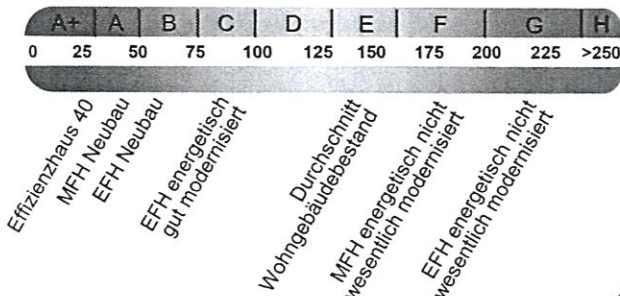 A+ A B C D E F G H
0 25 50 75 100 125 150 175 200 225 >250
Effizienzhaus 40
MFH Neubau
EFH Neubau
EFH energetisch
gut modernisiert
Durchschnitt
Wohngebäudebestand
MFH energetisch nicht
wesentlich modernisiert
EFH energetisch nicht
wesentlich modernisiert